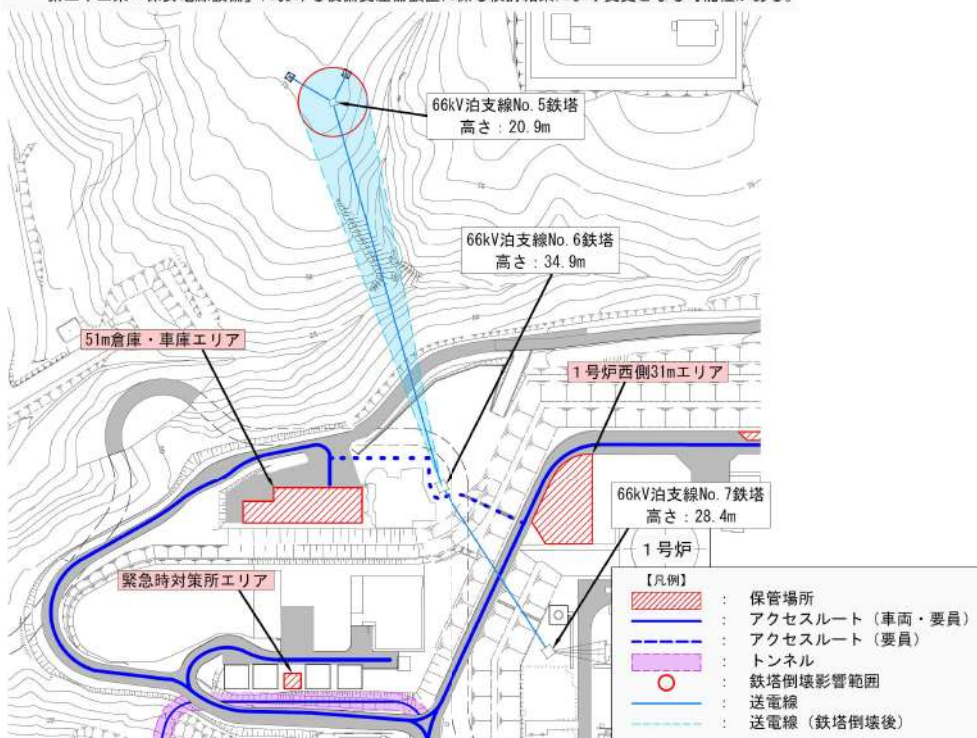 66kV泊支線No.5鉄塔
高さ：20.9m
66kV泊支線No.6鉄塔
高さ：34.9m
51m倉庫・車庫エリア
1号炉西側31mエリア
66kV泊支線No.7鉄塔
高さ：28.4m
1号炉
緊急時対策所エリア
【凡例】
： 保管場所
： アクセスルート（車両・要員）
： アクセスルート（要員）
： トンネル
： 鉄塔倒壊影響範囲
： 送電線
： 送電線（鉄塔倒壊後）